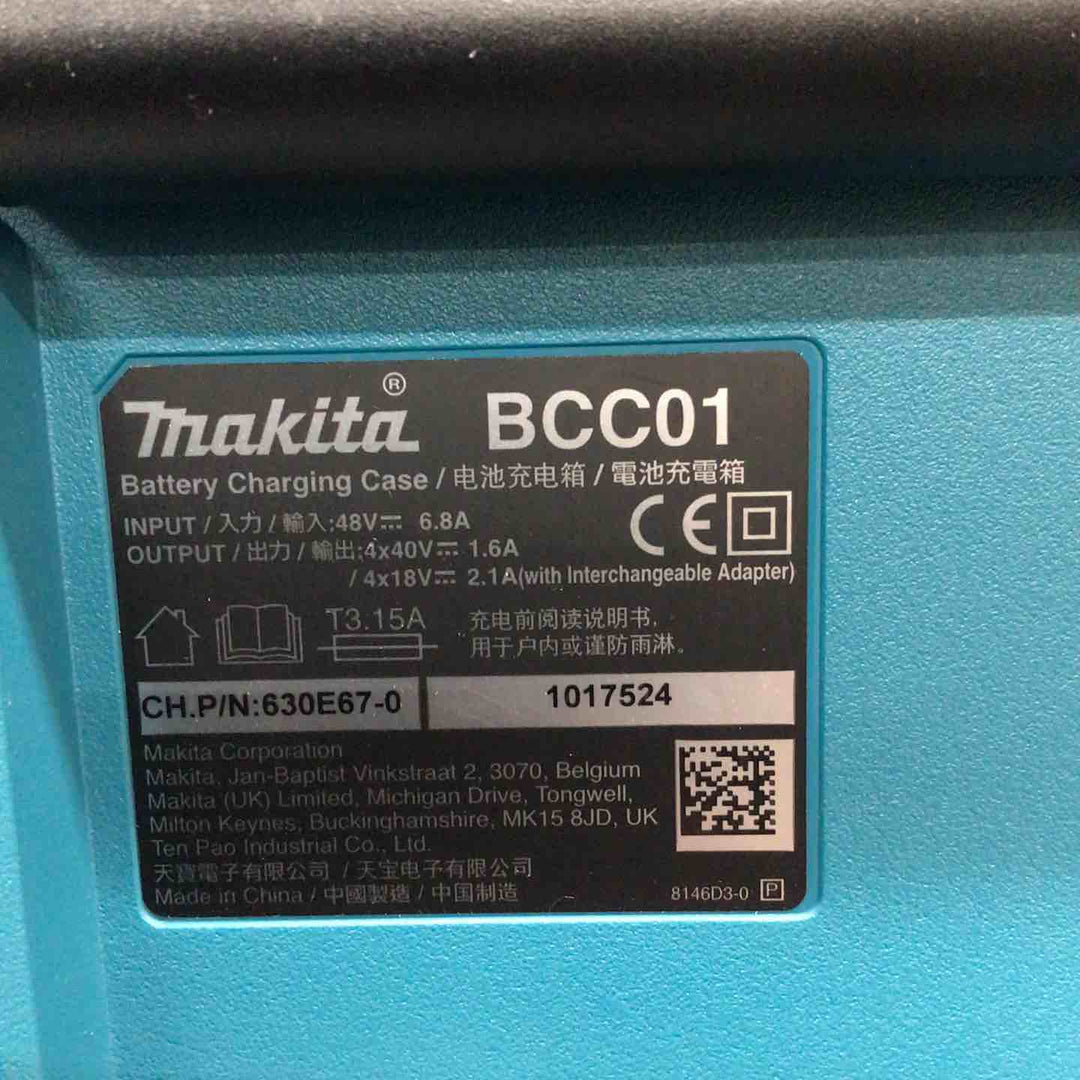 makita® BCC01
Battery Charging Case / 电池充电箱 / 電池充電箱
INPUT / 入力 / 輸入:48V⎓ 6.8A
OUTPUT / 出力 / 輸出:4x40V⎓ 1.6A
/ 4x18V⎓ 2.1A(with Interchangeable Adapter)
CE
T3.15A
充电前阅读说明书,
用于户内或谨防雨淋。
CH.P/N:630E67-0 1017524
Makita Corporation
Makita, Jan-Baptist Vinkstraat 2, 3070, Belgium
Makita (UK) Limited, Michigan Drive, Tongwell,
Milton Keynes, Buckinghamshire, MK15 8JD, UK
Ten Pao Industrial Co., Ltd.
天寶電子有限公司 / 天宝电子有限公司
Made in China / 中國製造 / 中国制造
8146D3-0 P